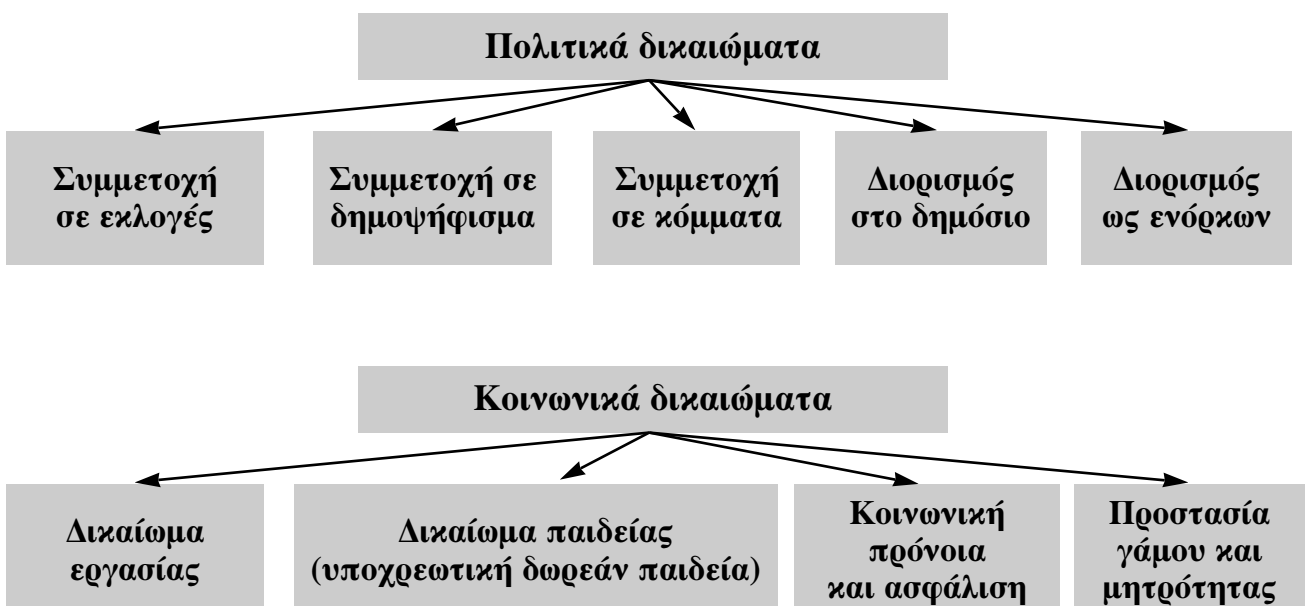 Πολιτικά δικαιώματα
Συμμετοχή
σε εκλογές
Συμμετοχή σε
δημοψήφισμα
Συμμετοχή
σε κόμματα
Διορισμός
στο δημόσιο
Διορισμός
ως ενόρκων
Κοινωνικά δικαιώματα
Δικαίωμα
εργασίας
Δικαίωμα παιδείας
(υποχρεωτική δωρεάν παιδεία)
Κοινωνική
πρόνοια
και ασφάλιση
Προστασία
γάμου και
μητρότητας